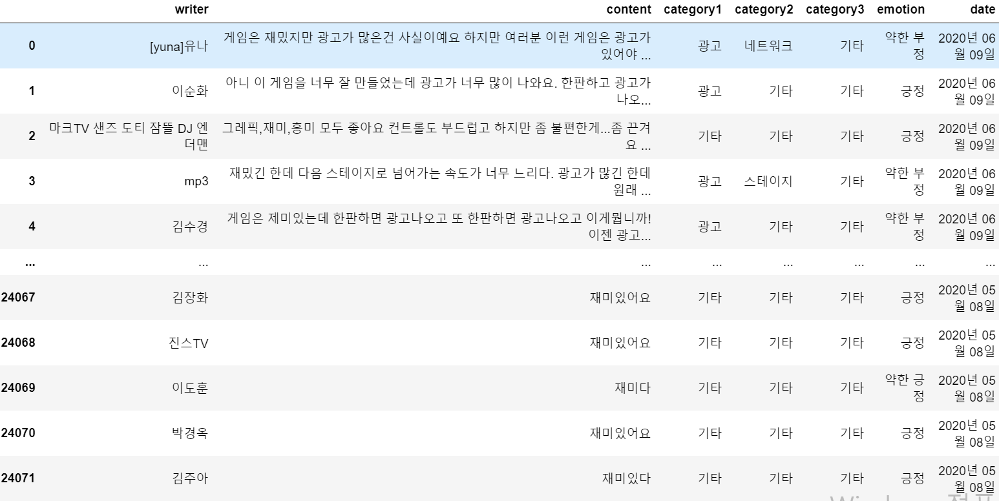 writer content category1 category2 category3 emotion date
0 [yuna]유나 게임은 재밌지만 광고가 많은건 사실이예요 하지만 여러분 이런 게임은 광고가 광고 네트워크 기타 약한 부 2020년 06
있어야 ... 정 월 09일
1 이순화 아니 이 게임을 너무 잘 만들었는데 광고가 너무 많이 나와요. 한판하고 광고가 광고 기타 기타 긍정 2020년 06
나오... 월 09일
2 마크TV 샌즈 도티 잠뜰 DJ 엔 그레픽,재미,흥미 모두 좋아요 컨트롤도 부드럽고 하지만 좀 불편한게...좀 끈겨 기타 기타 기타 긍정 2020년 06
더맨 요 ... 월 09일
3 mp3 재밌긴 한데 다음 스테이지로 넘어가는 속도가 너무 느리다. 광고가 많긴 한데 광고 스테이지 기타 약한 부 2020년 06
원래 ... 정 월 09일
4 김수경 게임은 제미있는데 한판하면 광고나오고 또 한판하면 광고나오고 이게뭡니까! 광고 기타 기타 약한 부 2020년 06
이젠 광고... 정 월 09일
... ... ... ... ... ... ... ...
24067 김장화 재미있어요 기타 기타 기타 긍정 2020년 05
월 08일
24068 진스TV 재미있어요 기타 기타 기타 긍정 2020년 05
월 08일
24069 이도훈 재미다 기타 기타 기타 약한 긍 2020년 05
정 월 08일
24070 박경옥 재미있어요 기타 기타 기타 긍정 2020년 05
월 08일
24071 김주아 재미있다 기타 기타 기타 긍정 2020년 05
월 08일